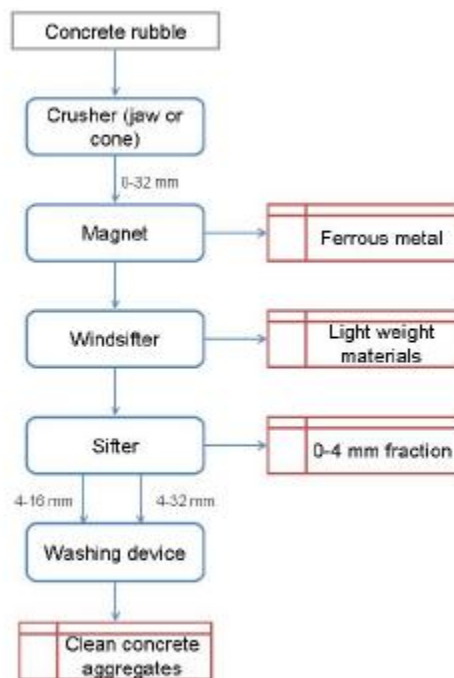 Concrete rubble
Crusher (jaw or
cone)
0-32 mm
Magnet
Ferrous metal
Windsifter
Light weight
materials
Sifter
0-4 mm fraction
4-16 mm
4-32 mm
Washing device
Clean concrete
aggregates